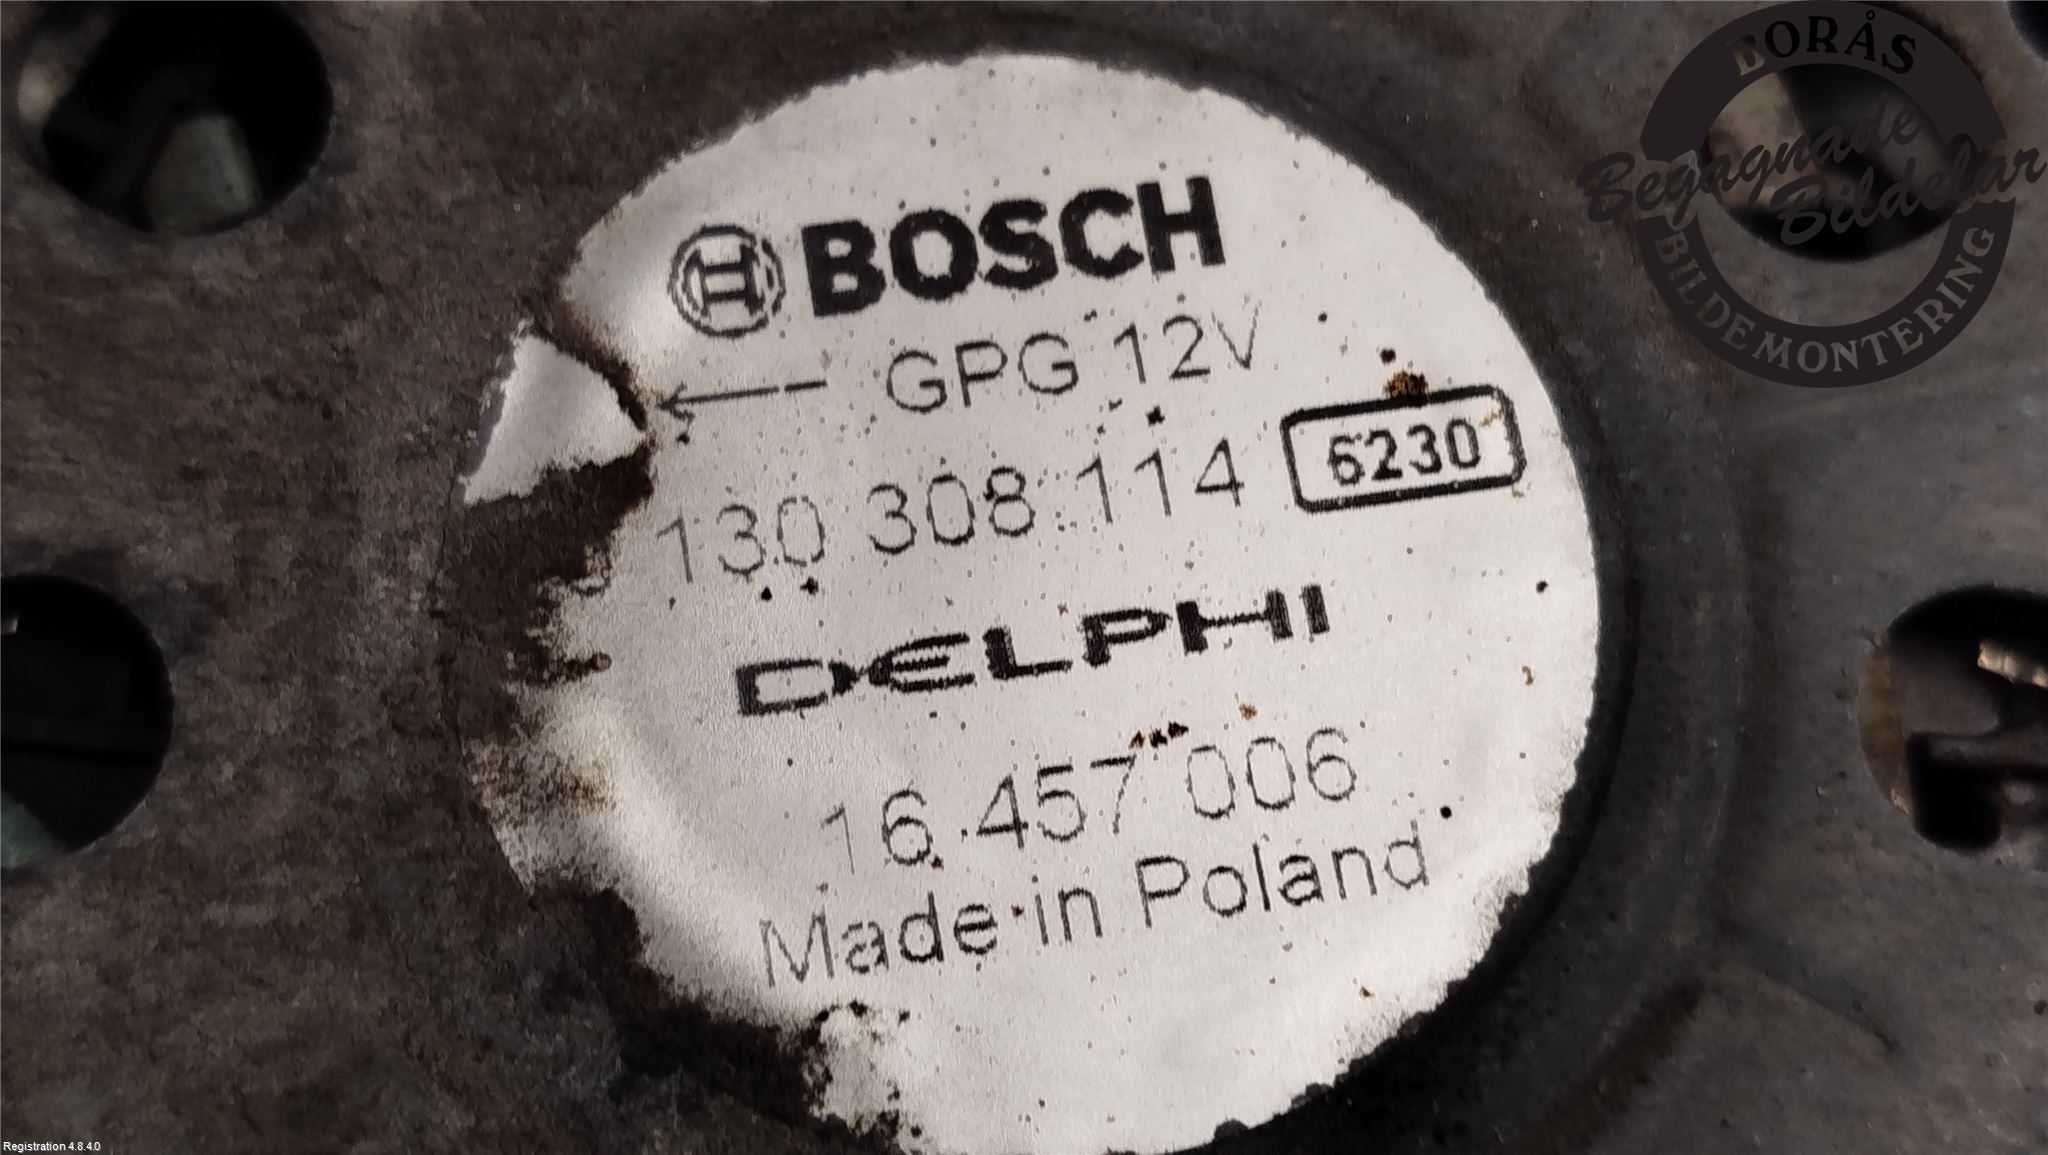 BOSCH
GPG 12V
130 308 114 6230
DELPHI
16 457 006
Made in Poland
BORÅS
Begagnade
Bildelar
BILDEMONTERING
Registration 4.8.4.0